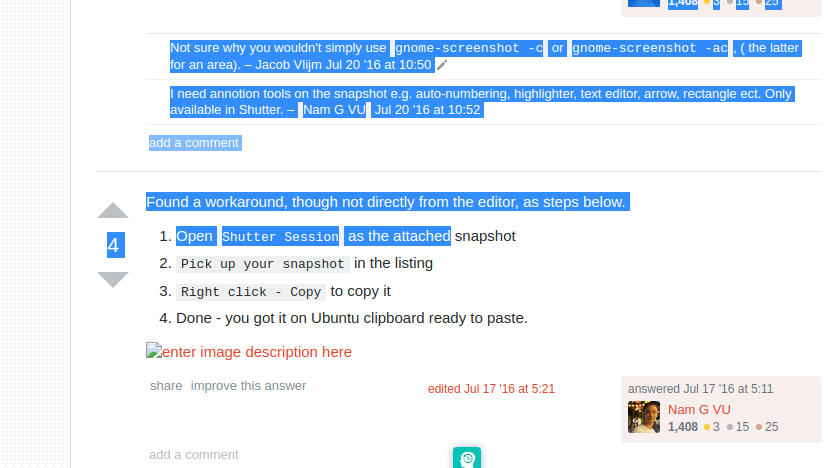 1,408 3 15 25
Not sure why you wouldn't simply use gnome-screenshot -c or gnome-screenshot -ac , ( the latter
for an area). – Jacob Vlijm Jul 20 '16 at 10:50
I need annotion tools on the snapshot e.g. auto-numbering, highlighter, text editor, arrow, rectangle ect. Only
available in Shutter. – Nam G VU Jul 20 '16 at 10:52
add a comment
Found a workaround, though not directly from the editor, as steps below.
4
1. Open Shutter Session as the attached snapshot
2. Pick up your snapshot in the listing
3. Right click - Copy to copy it
4. Done - you got it on Ubuntu clipboard ready to paste.
enter image description here
share improve this answer
edited Jul 17 '16 at 5:21
answered Jul 17 '16 at 5:11
Nam G VU
1,408 3 15 25
add a comment